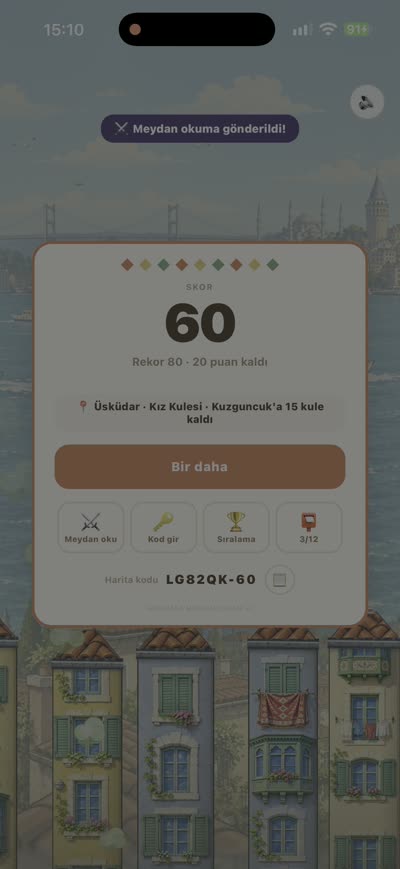 15:10
91+
Meydan okuma gönderildi!
SKOR
60
Rekor 80 · 20 puan kaldı
Üsküdar · Kız Kulesi · Kuzguncuk'a 15 kule
kaldı
Bir daha
Meydan oku
Kod gir
Sıralama
3/12
Harita kodu LG82QK-60